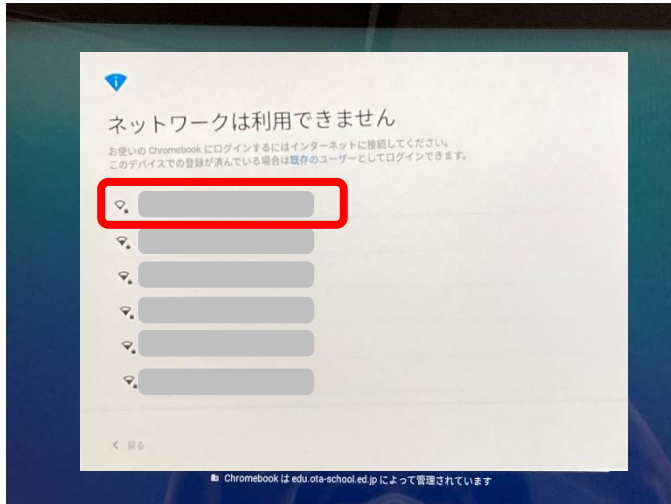 ネットワークは利用できません
お使いの Chromebook にログインするにはインターネットに接続してください。
このデバイスでの登録が済んでいる場合は既存のユーザーとしてログインできます。
< 戻る
Chromebook は edu.ota-school.ed.jp によって管理されています